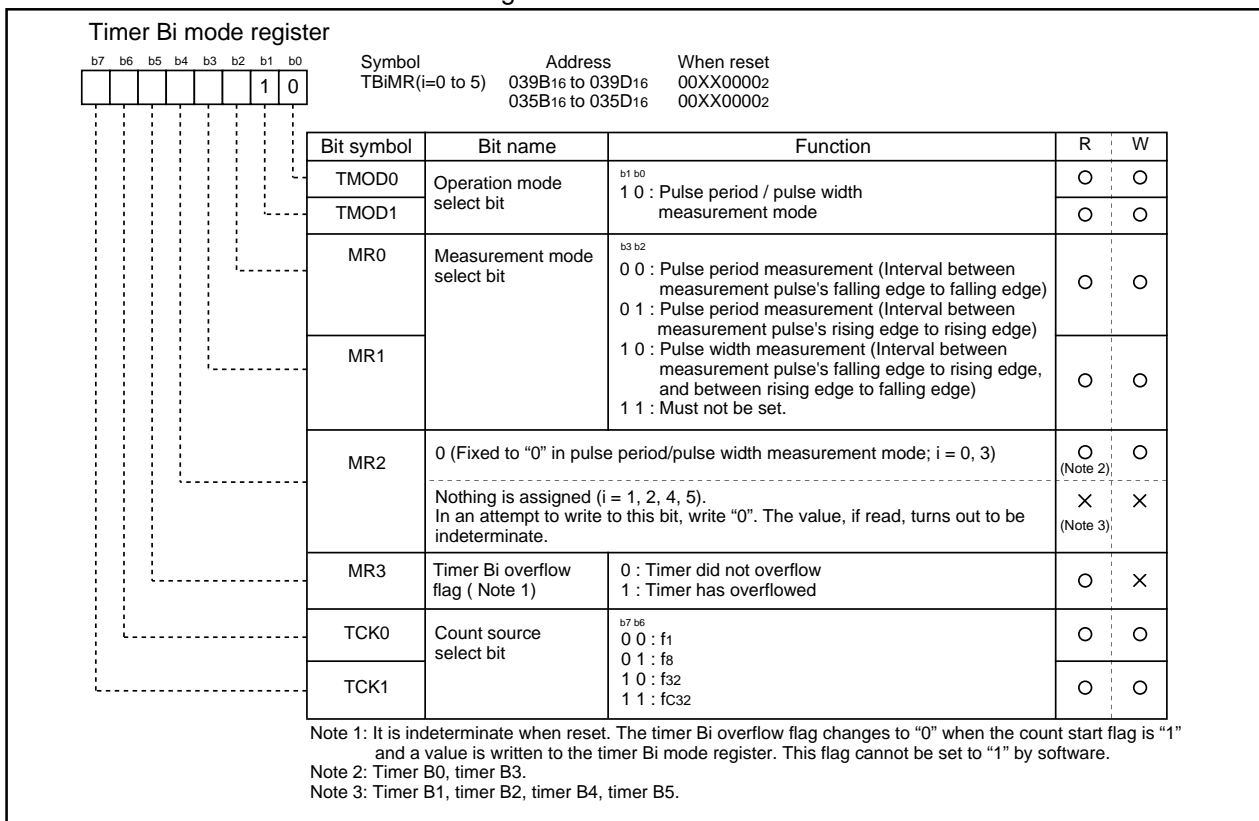 g
Timer Bi mode register
b7 b6 b5 b4 b3 b2 b1 b0
1 0
Symbol Address When reset
TBiMR(i=0 to 5) 039B16 to 039D16 00XX00002
035B16 to 035D16 00XX00002
Bit symbol Bit name Function R W
TMOD0 Operation mode select bit
b1 b0
1 0 : Pulse period / pulse width
measurement mode
TMOD1
MR0 Measurement mode
select bit
b3 b2
0 0 : Pulse period measurement (Interval between
measurement pulse's falling edge to falling edge)
0 1 : Pulse period measurement (Interval between
measurement pulse's rising edge to rising edge)
MR1
1 0 : Pulse width measurement (Interval between
measurement pulse's falling edge to rising edge,
and between rising edge to falling edge)
1 1 : Must not be set.
MR2
0 (Fixed to “0” in pulse period/pulse width measurement mode; i = 0, 3)
(Note 2)
Nothing is assigned (i = 1, 2, 4, 5).
In an attempt to write to this bit, write “0”. The value, if read, turns out to be
indeterminate.
(Note 3)
MR3 Timer Bi overflow
flag ( Note 1)
0 : Timer did not overflow
1 : Timer has overflowed
TCK0 Count source
select bit
b7 b6
0 0 : f1
0 1 : f8
TCK1
1 0 : f32
1 1 : fC32
Note 1: It is indeterminate when reset. The timer Bi overflow flag changes to “0” when the count start flag is “1”
and a value is written to the timer Bi mode register. This flag cannot be set to “1” by software.
Note 2: Timer B0, timer B3.
Note 3: Timer B1, timer B2, timer B4, timer B5.